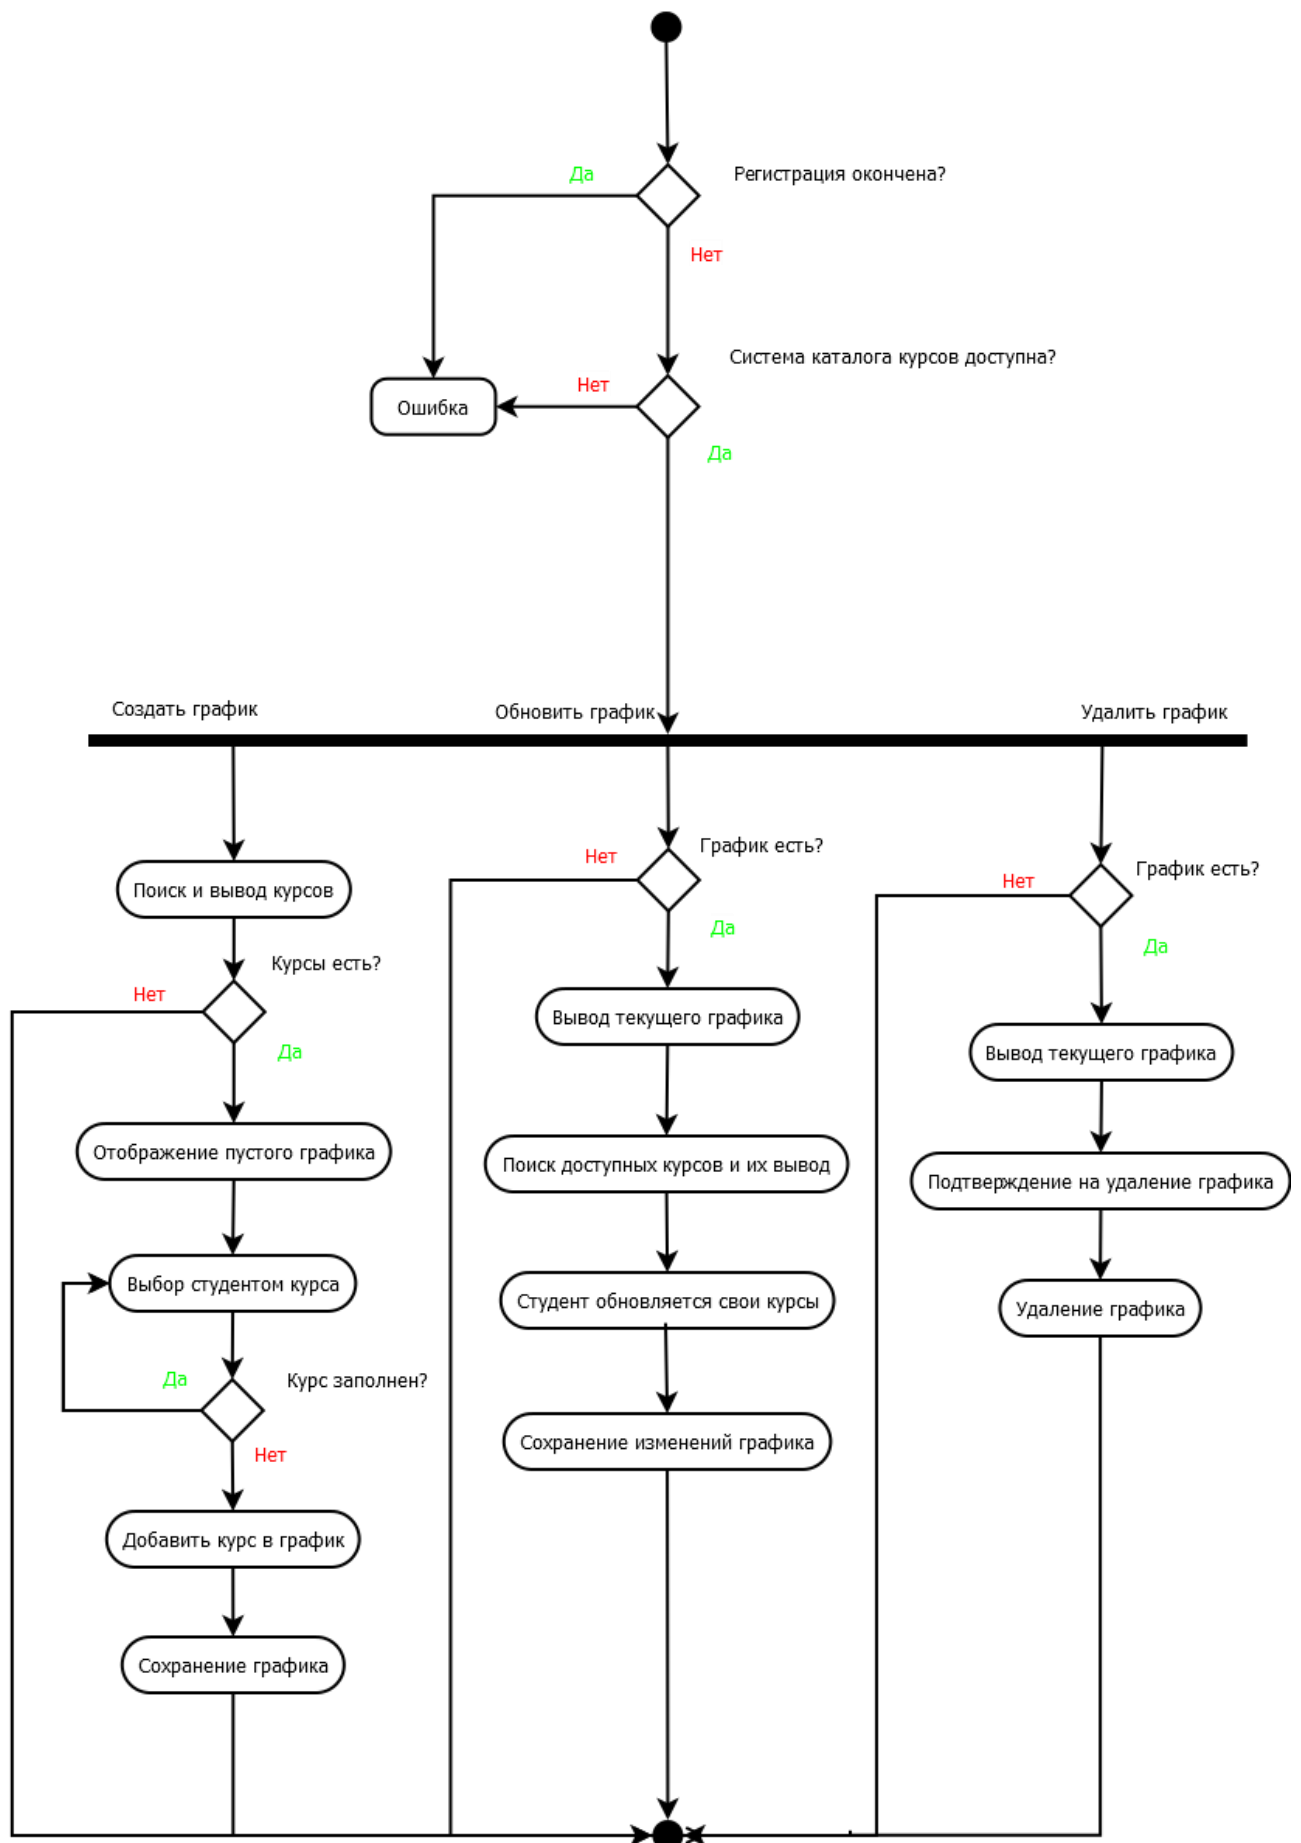 Да
Регистрация окончена?
Нет
Система каталога курсов доступна?
Нет
Ошибка
Да
Создать график
Обновить график
Удалить график
Нет
График есть?
График есть?
Нет
Поиск и вывод курсов
Да
Да
Курсы есть?
Нет
Вывод текущего графика
Да
Вывод текущего графика
Отображение пустого графика
Поиск доступных курсов и их вывод
Подтверждение на удаление графика
Выбор студентом курса
Студент обновляется свои курсы
Удаление графика
Да
Курс заполнен?
Сохранение изменений графика
Нет
Добавить курс в график
Сохранение графика